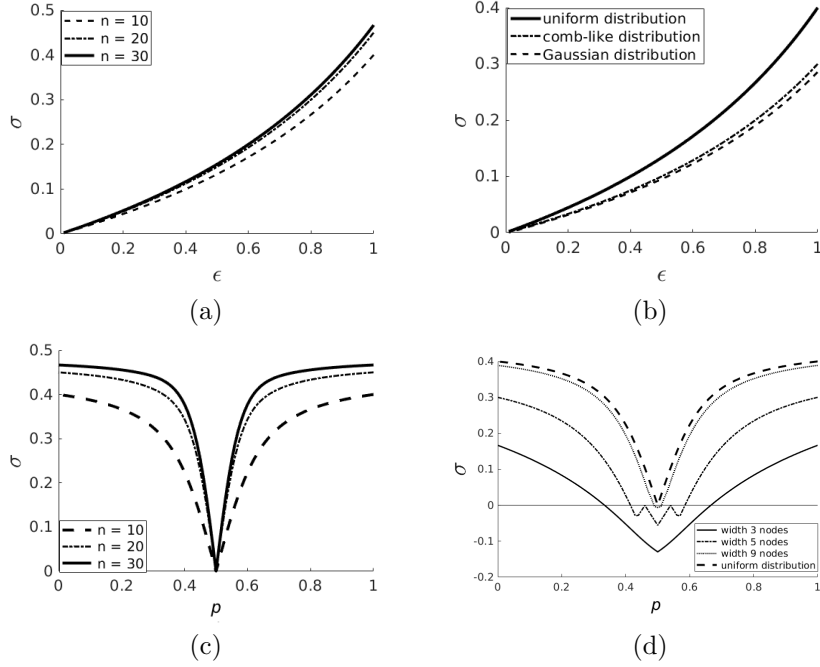 0.5
0.4
0.3
0.2
0.1
0
σ
n = 10
n = 20
n = 30
0
0.2
0.4
0.6
0.8
1
ϵ
(a)
0.4
0.3
0.2
0.1
0
σ
uniform distribution
comb-like distribution
Gaussian distribution
0
0.2
0.4
0.6
0.8
1
ϵ
(b)
0.5
0.4
0.3
0.2
0.1
0
σ
n = 10
n = 20
n = 30
0
0.2
0.4
0.6
0.8
1
p
(c)
0.4
0.3
0.2
0.1
0
-0.1
-0.2
σ
width 3 nodes
width 5 nodes
width 9 nodes
uniform distribution
0
0.2
0.4
0.6
0.8
1
p
(d)